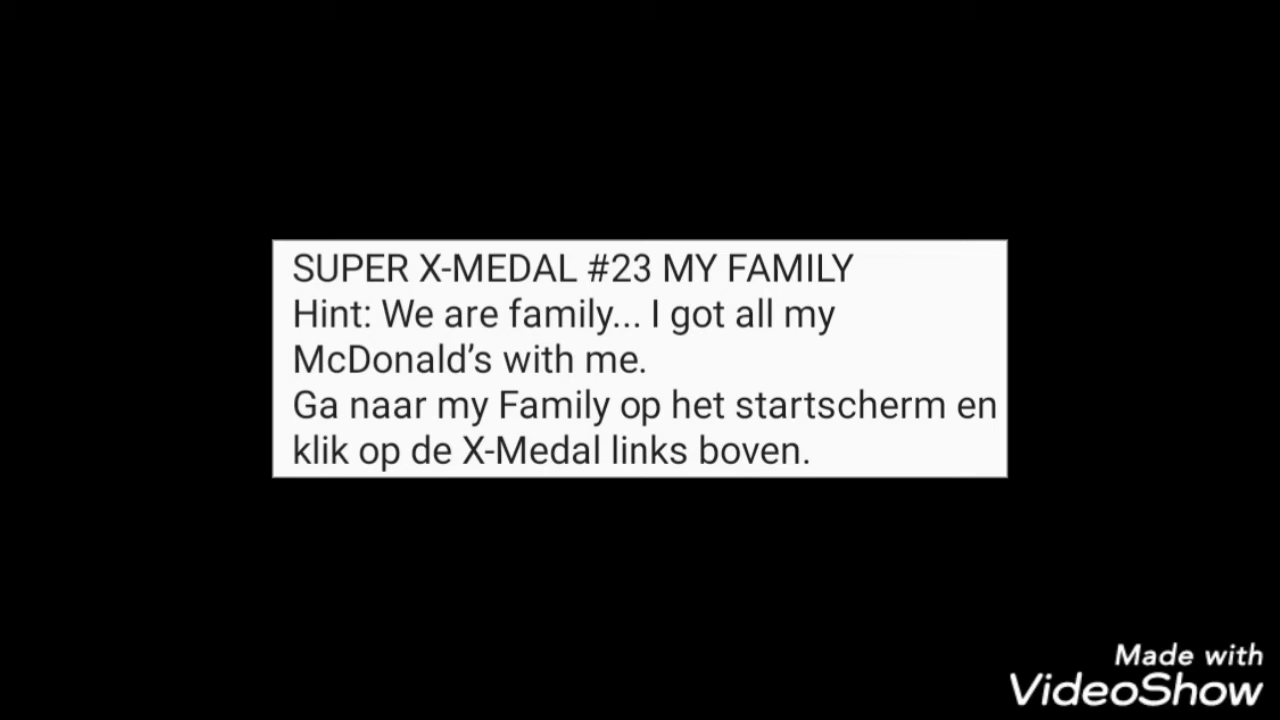 SUPER X-MEDAL #23 MY FAMILY
Hint: We are family... I got all my
McDonald’s with me.
Ga naar my Family op het startscherm en
klik op de X-Medal links boven.
Made with
VideoShow